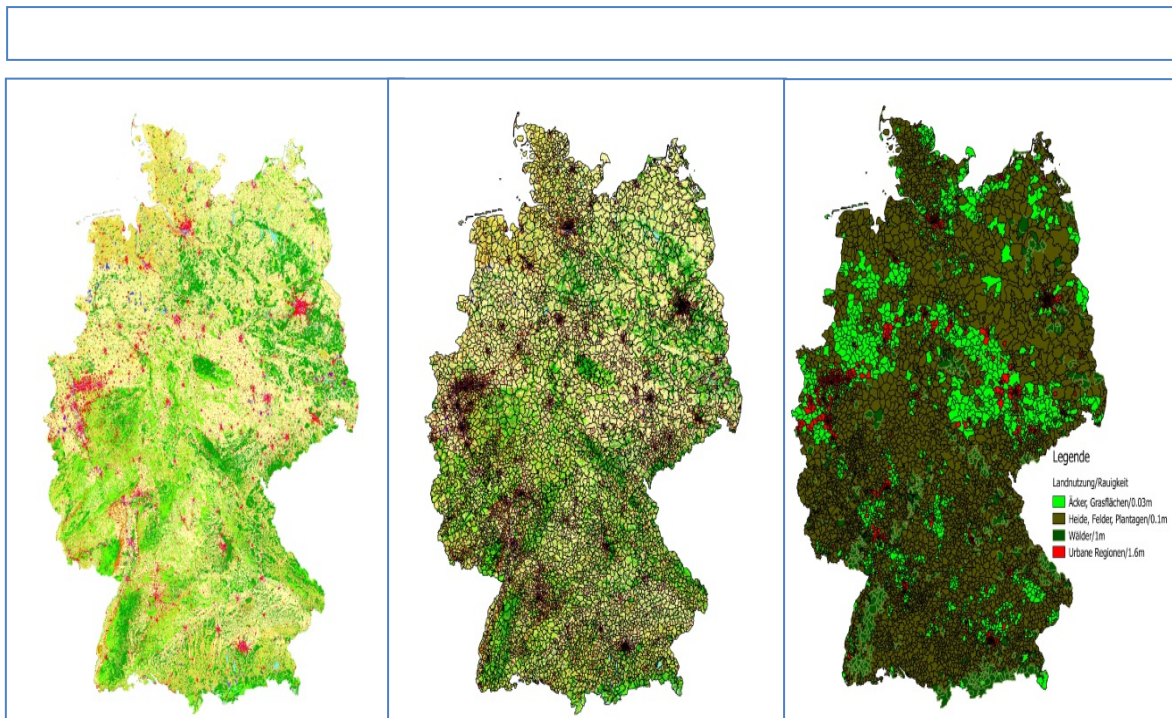 Legende
Landnutzung/Rauigkeit
Äcker, Grasflächen/0.03m
Heide, Felder, Plantagen/0.1m
Wälder/1m
Urbane Regionen/1.6m